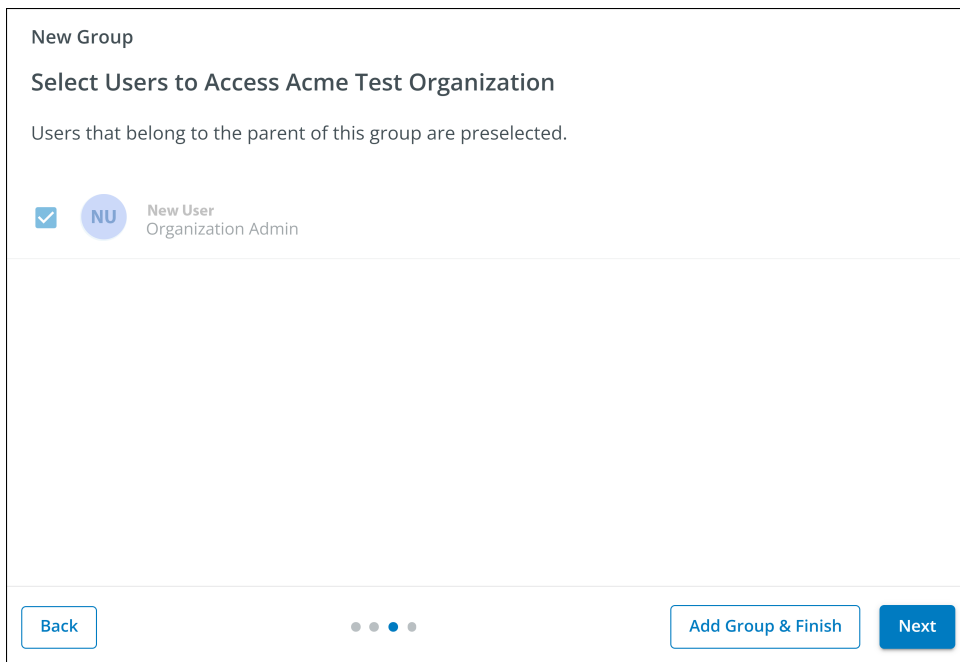 New Group
Select Users to Access Acme Test Organization
Users that belong to the parent of this group are preselected.
NU
New User
Organization Admin
Back
Add Group & Finish
Next